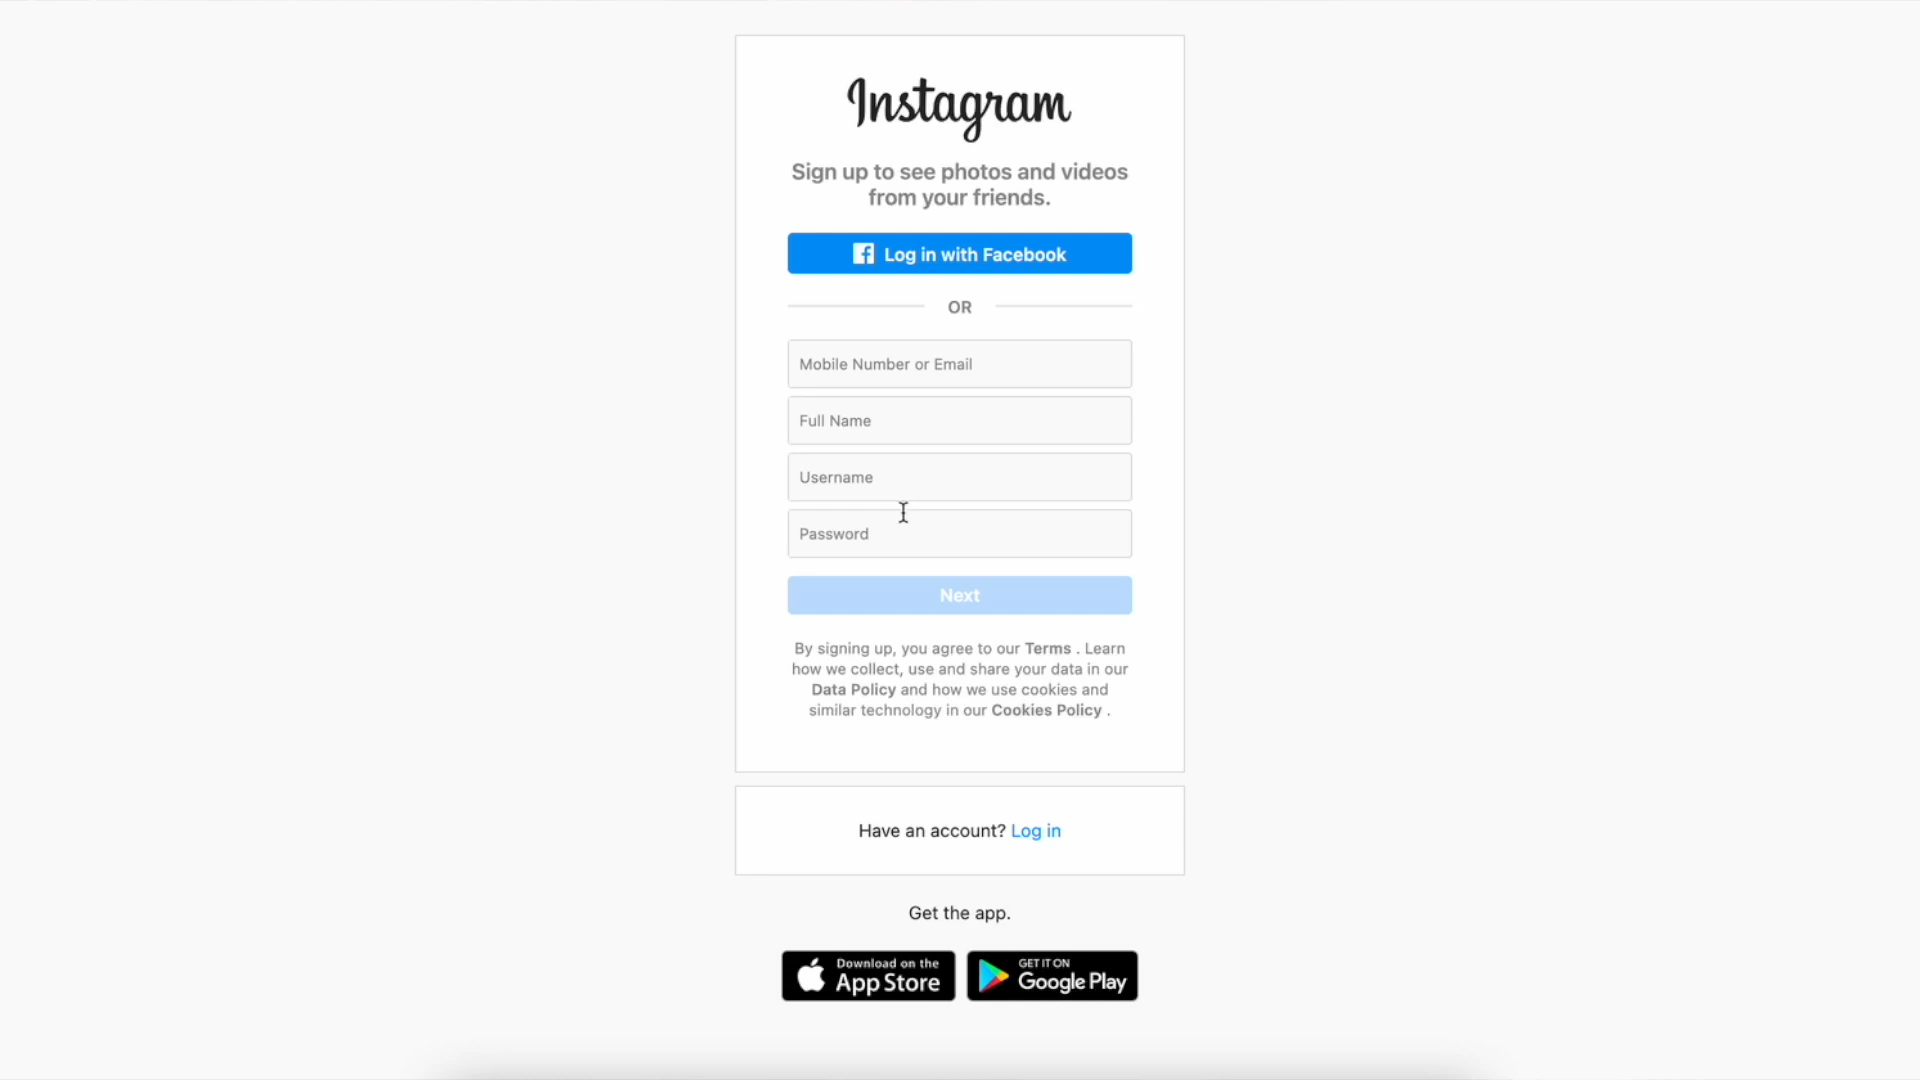 Instagram
Sign up to see photos and videos
from your friends.
Log in with Facebook
OR
Mobile Number or Email
Full Name
Username
Password
Next
By signing up, you agree to our Terms . Learn
how we collect, use and share your data in our
Data Policy and how we use cookies and
similar technology in our Cookies Policy .
Have an account? Log in
Get the app.
Download on the
App Store
GET IT ON
Google Play